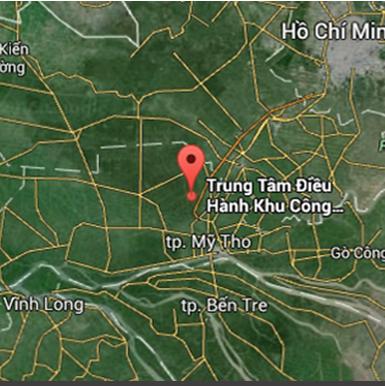 Hồ Chí Min
Kiến
ờng
Trung Tâm Điều
Hành Khu Công...
tp. Mỹ Tho
Gò Công
Vĩnh Long
tp. Bến Tre